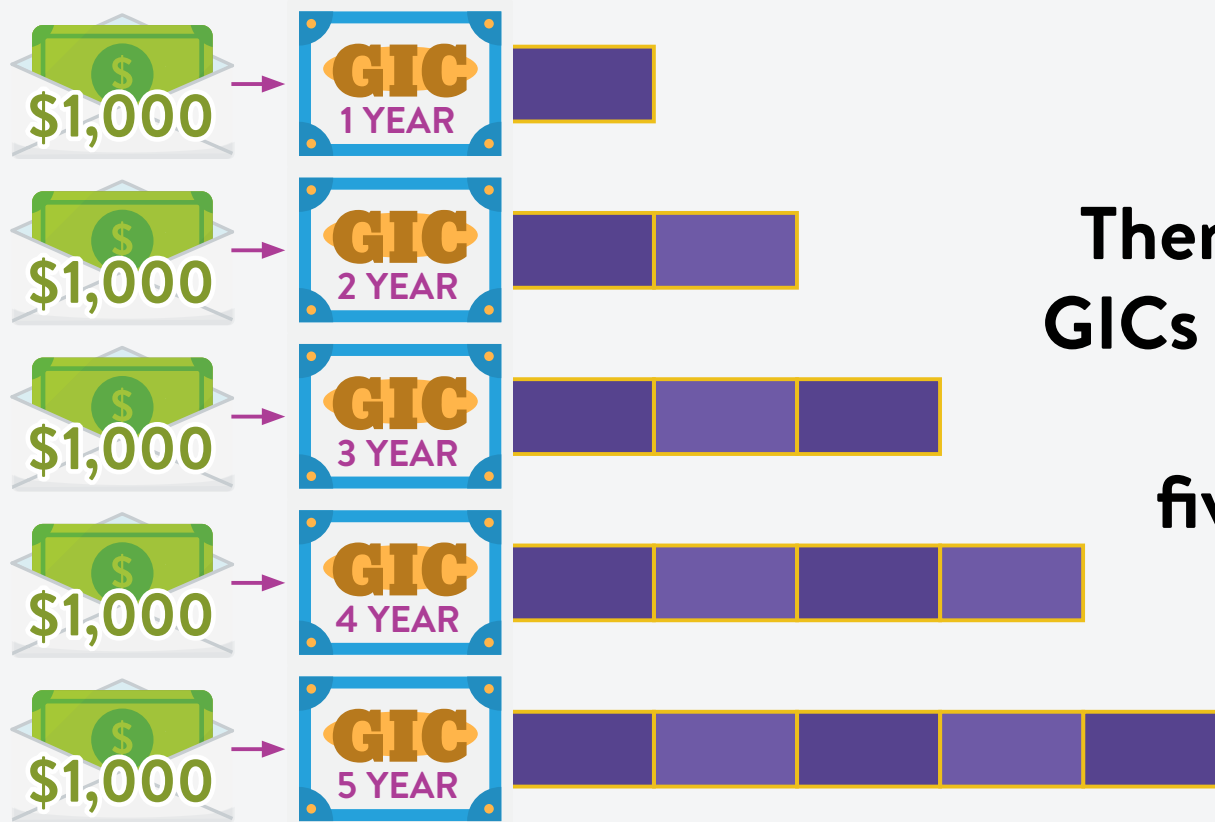 $
$1,000
GIC
1 YEAR
$
$1,000
GIC
2 YEAR
GICs
$
$1,000
GIC
3 YEAR
$
$1,000
GIC
4 YEAR
$
$1,000
GIC
5 YEAR